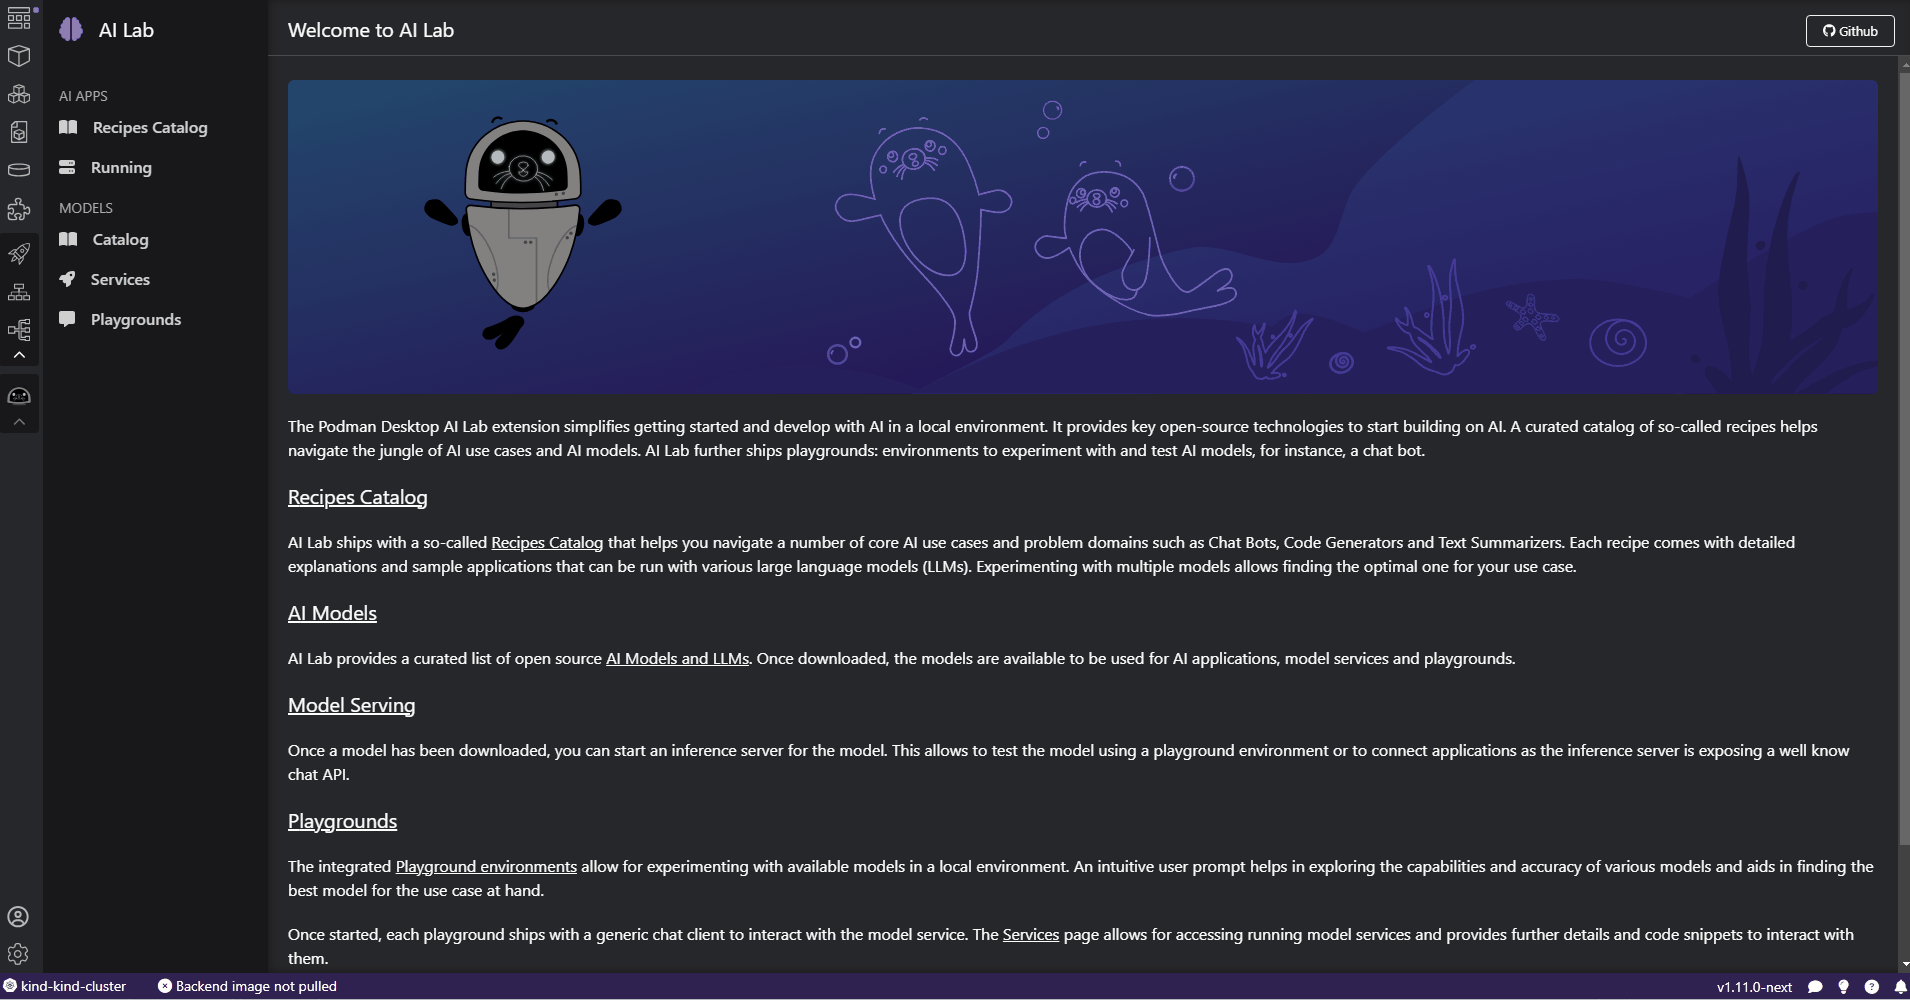 AI Lab
Welcome to AI Lab
Github
AI APPS
Recipes Catalog
Running
MODELS
Catalog
Services
Playgrounds
The Podman Desktop AI Lab extension simplifies getting started and develop with AI in a local environment. It provides key open-source technologies to start building on AI. A curated catalog of so-called recipes helps
navigate the jungle of AI use cases and AI models. AI Lab further ships playgrounds: environments to experiment with and test AI models, for instance, a chat bot.
Recipes Catalog
AI Lab ships with a so-called Recipes Catalog that helps you navigate a number of core AI use cases and problem domains such as Chat Bots, Code Generators and Text Summarizers. Each recipe comes with detailed
explanations and sample applications that can be run with various large language models (LLMs). Experimenting with multiple models allows finding the optimal one for your use case.
AI Models
AI Lab provides a curated list of open source AI Models and LLMs. Once downloaded, the models are available to be used for AI applications, model services and playgrounds.
Model Serving
Once a model has been downloaded, you can start an inference server for the model. This allows to test the model using a playground environment or to connect applications as the inference server is exposing a well know
chat API.
Playgrounds
The integrated Playground environments allow for experimenting with available models in a local environment. An intuitive user prompt helps in exploring the capabilities and accuracy of various models and aids in finding the
best model for the use case at hand.
Once started, each playground ships with a generic chat client to interact with the model service. The Services page allows for accessing running model services and provides further details and code snippets to interact with
them.
kind-kind-cluster
Backend image not pulled
v1.11.0-next